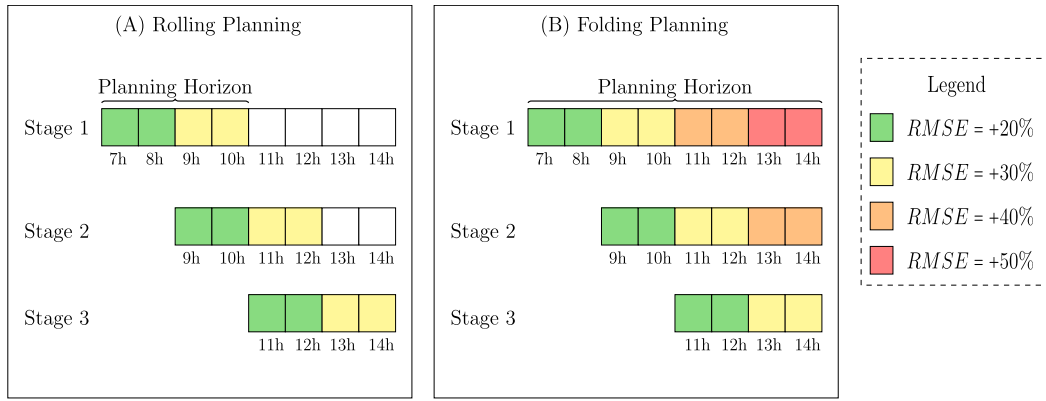 (A) Rolling Planning
Planning Horizon
Stage 1
7h 8h 9h 10h 11h 12h 13h 14h
Stage 2
9h 10h 11h 12h 13h 14h
Stage 3
11h 12h 13h 14h
(B) Folding Planning
Planning Horizon
Stage 1
7h 8h 9h 10h 11h 12h 13h 14h
Stage 2
9h 10h 11h 12h 13h 14h
Stage 3
11h 12h 13h 14h
Legend
RMSE = +20%
RMSE = +30%
RMSE = +40%
RMSE = +50%